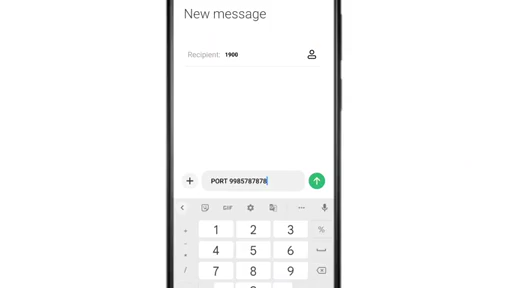 New message
Recipient: 1900
PORT 9985787878
GIF
1 2 3 %
4 5 6
/ 7 8 9